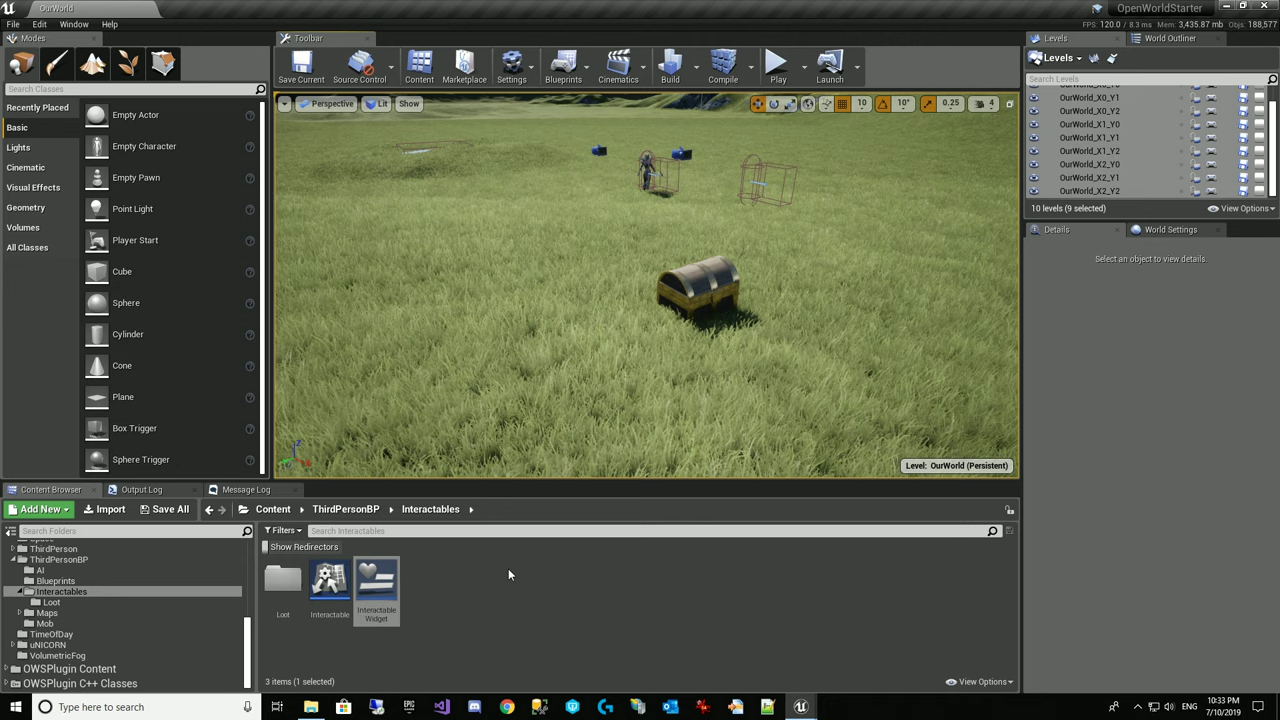 OurWorld
OpenWorldStarter
File Edit Window Help
FPS: 120.0 / 8.3 ms Mem: 3,435.87 mb Objs: 188,577
Modes
Toolbar
Levels
World Outliner
Save Current
Source Control
Content
Marketplace
Settings
Blueprints
Cinematics
Build
Compile
Play
Launch
Levels
Search Levels
Search Classes
Perspective
Lit
Show
10
10°
0.25
4
Recently Placed
Basic
Lights
Cinematic
Visual Effects
Geometry
Volumes
All Classes
Empty Actor
Empty Character
Empty Pawn
Point Light
Player Start
Cube
Sphere
Cylinder
Cone
Plane
Box Trigger
Sphere Trigger
OurWorld_X0_Y1
OurWorld_X0_Y2
OurWorld_X1_Y0
OurWorld_X1_Y1
OurWorld_X1_Y2
OurWorld_X2_Y0
OurWorld_X2_Y1
OurWorld_X2_Y2
10 levels (9 selected)
View Options
Details
World Settings
Select an object to view details.
Level: OurWorld (Persistent)
Content Browser
Output Log
Message Log
Add New
Import
Save All
Content
ThirdPersonBP
Interactables
Search Folders
Filters
Search Interactables
Show Redirectors
ThirdPerson
ThirdPersonBP
AI
Blueprints
Interactables
Loot
Maps
Mob
TimeOfDay
uNICORN
VolumetricFog
OWSPlugin Content
OWSPlugin C++ Classes
Loot
Interactable
Interactable
Widget
3 items (1 selected)
View Options
Type here to search
ENG
10:33 PM
7/10/2019